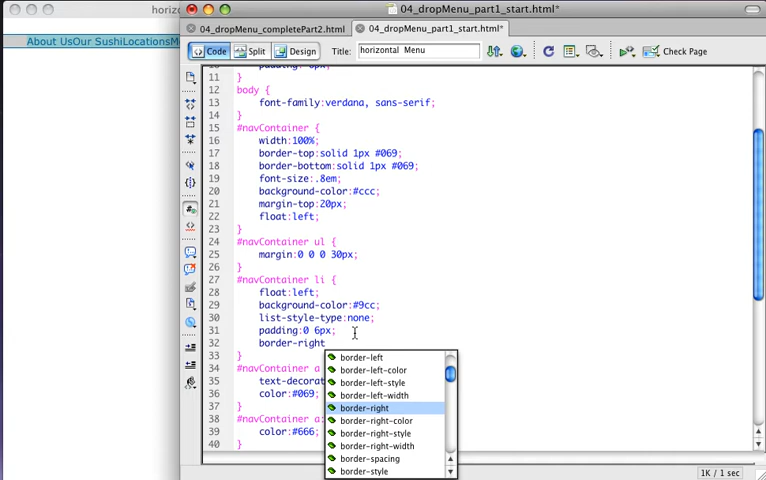 horizo
04_dropMenu_part1_start.html*
04_dropMenu_completePart2.html
04_dropMenu_part1_start.html*
About UsOur SushiLocationsMe
Code
Split
Design
Title:
horizontal Menu
Check Page
10 padding: 0px;
11 }
12 body {
13 font-family:verdana, sans-serif;
14 }
15 #navContainer {
16 width:100%;
17 border-top:solid 1px #069;
18 border-bottom:solid 1px #069;
19 font-size:.8em;
20 background-color:#ccc;
21 margin-top:20px;
22 float:left;
23 }
24 #navContainer ul {
25 margin:0 0 0 30px;
26 }
27 #navContainer li {
28 float:left;
29 background-color:#9cc;
30 list-style-type:none;
31 padding:0 6px;
32 border-right
33 }
34 #navContainer a
35 text-decorat
36 color:#069;
37 }
38 #navContainer a:
39 color:#666;
40 }
border-left
border-left-color
border-left-style
border-left-width
border-right
border-right-color
border-right-style
border-right-width
border-spacing
border-style
1K / 1 sec